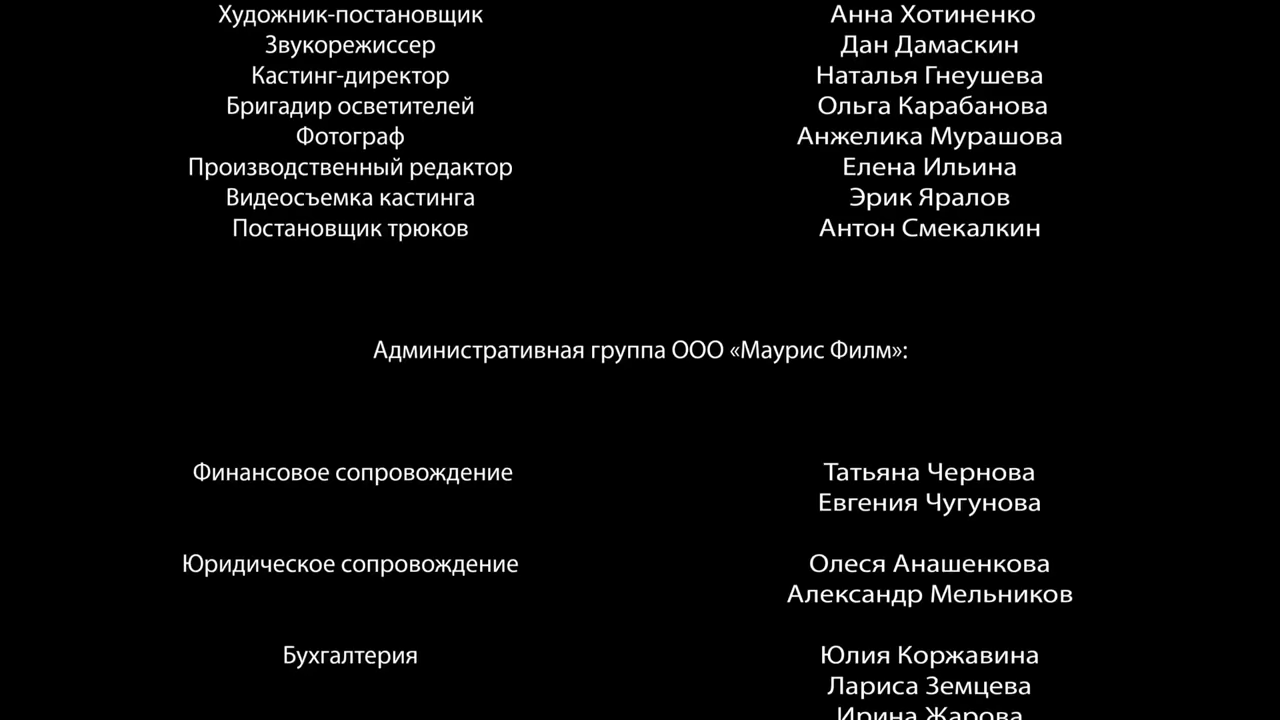 Художник-постановщик Анна Хотиненко
Звукорежиссер Дан Дамаскин
Кастинг-директор Наталья Гнеушева
Бригадир осветителей Ольга Карабанова
Фотограф Анжелика Мурашова
Производственный редактор Елена Ильина
Видеосъемка кастинга Эрик Яралов
Постановщик трюков Антон Смекалкин
Административная группа ООО «Маурис Филм»:
Финансовое сопровождение Татьяна Чернова
Евгения Чугунова
Юридическое сопровождение Олеся Анашенкова
Александр Мельников
Бухгалтерия Юлия Коржавина
Лариса Земцева
Ирина Жарова